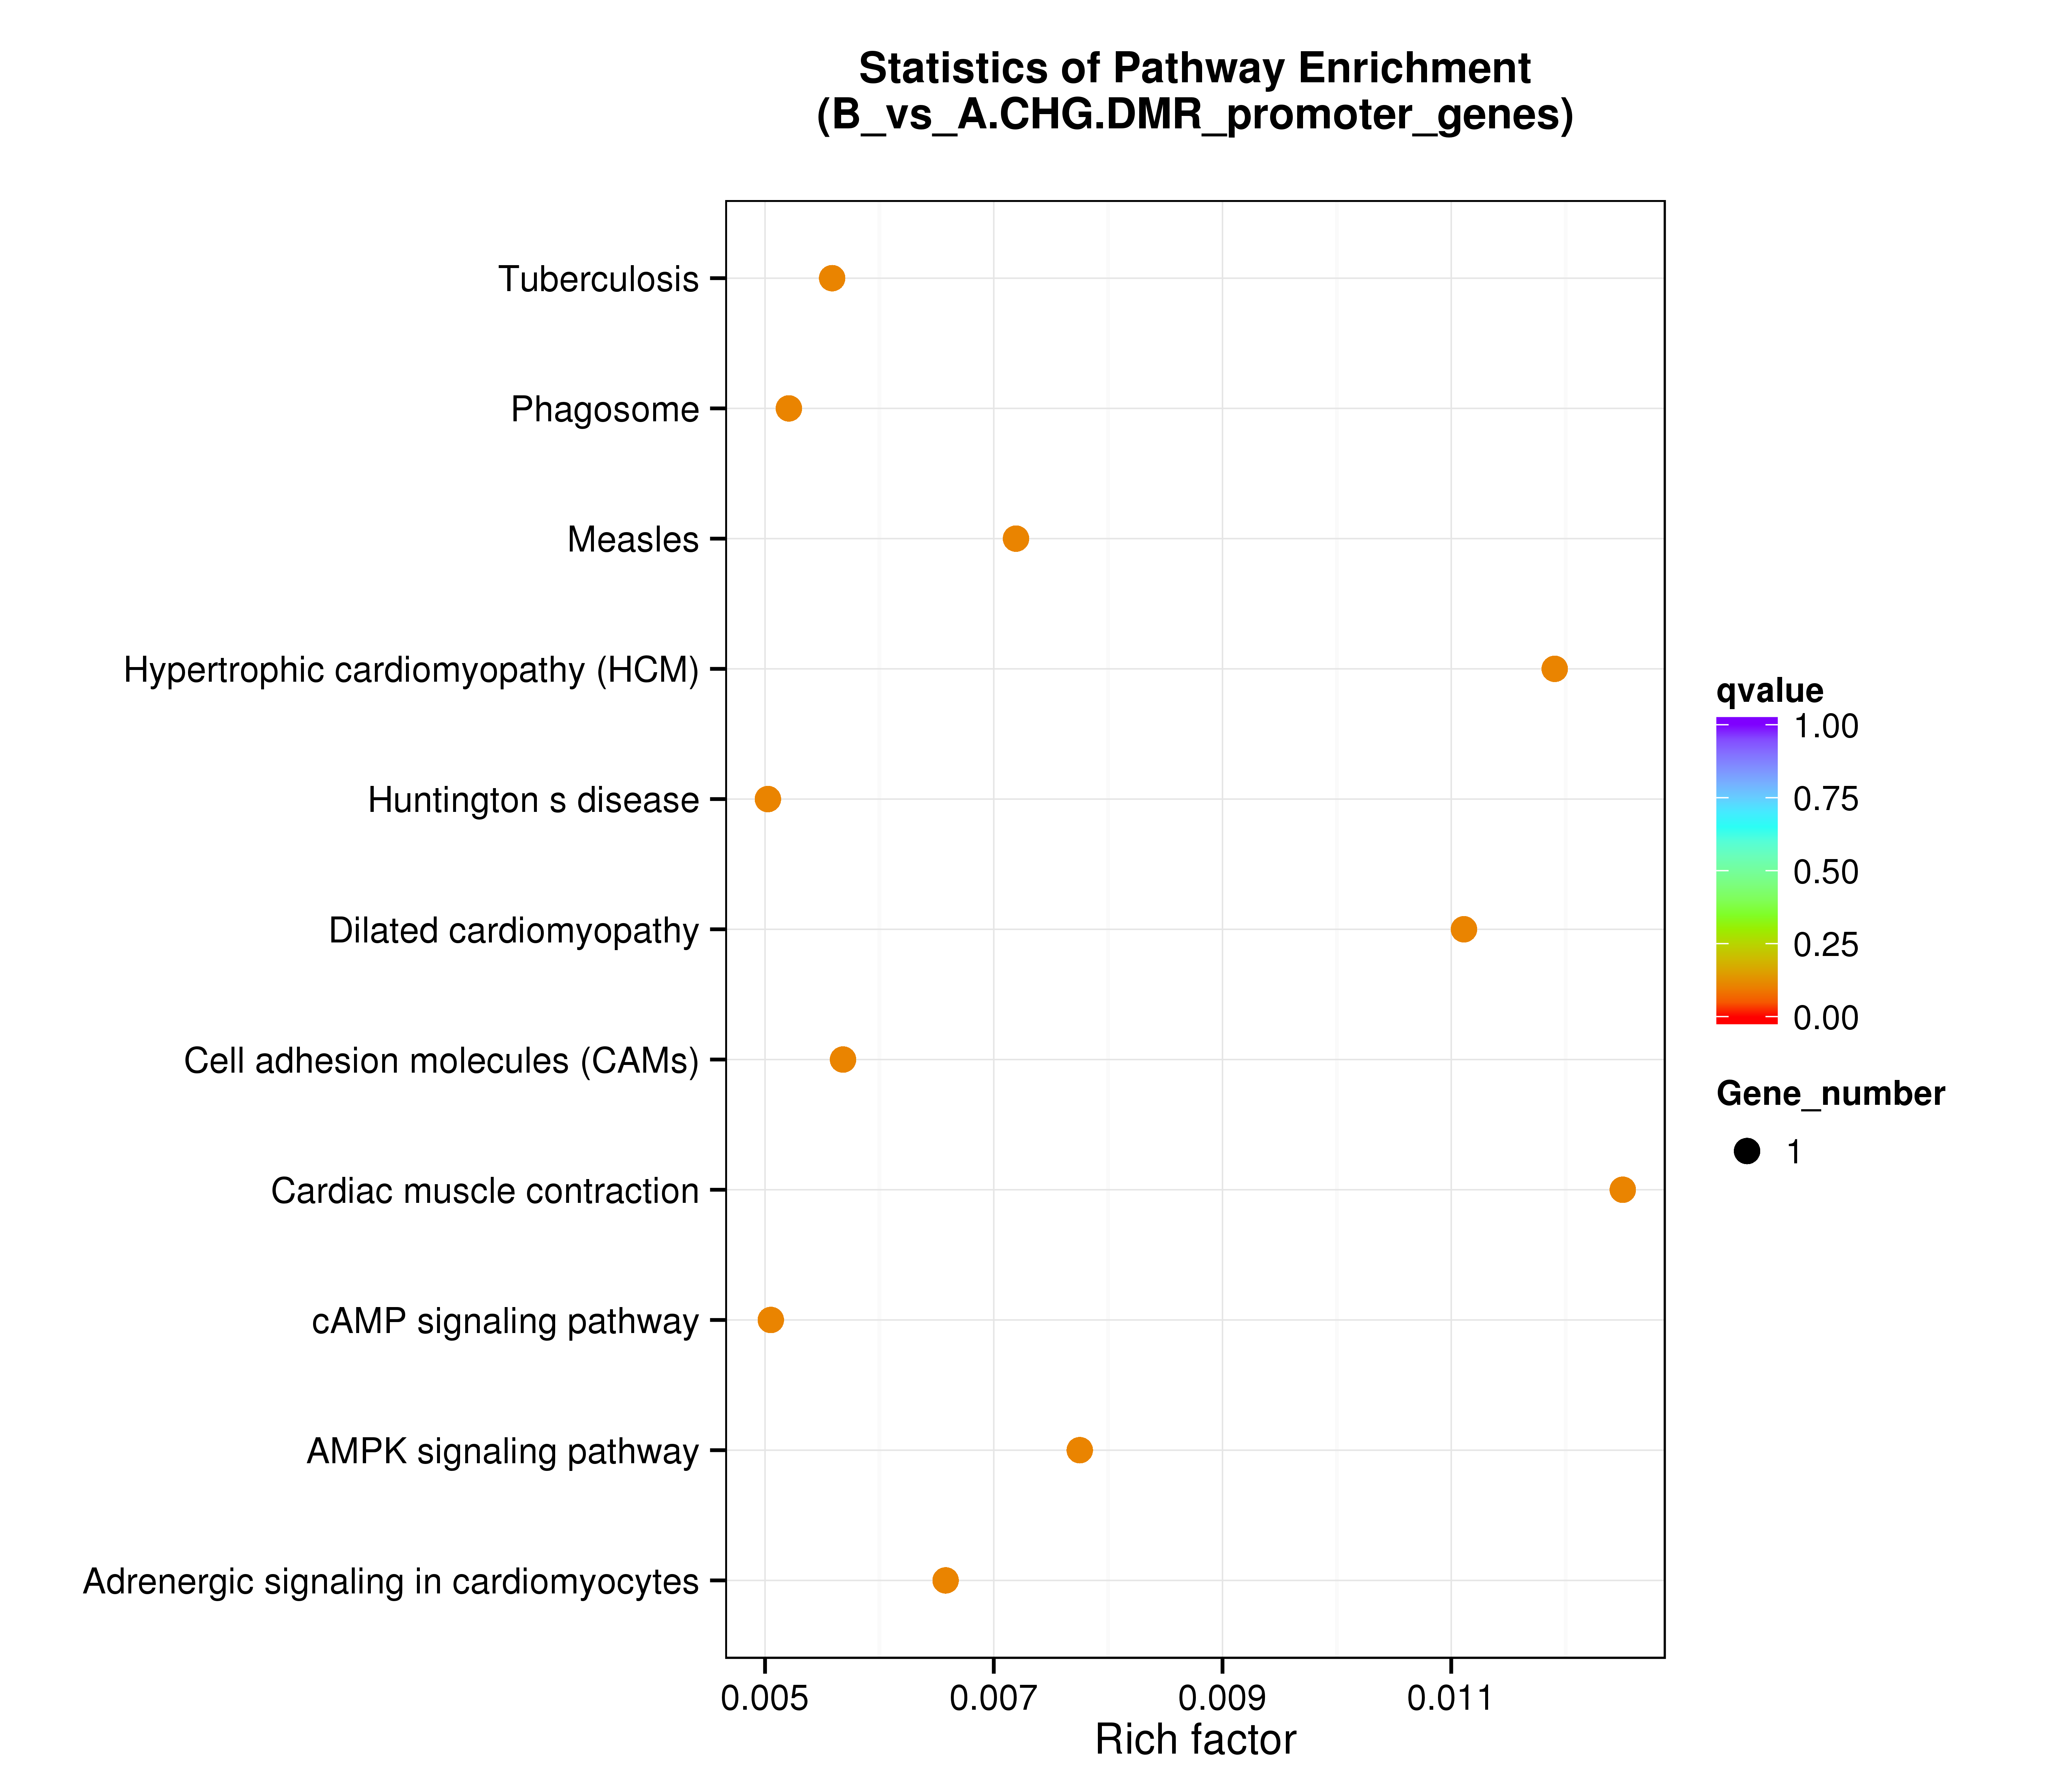 Statistics of Pathway Enrichment
(B_vs_A.CHG.DMR_promoter_genes)
Tuberculosis
Phagosome
Measles
Hypertrophic cardiomyopathy (HCM)
Huntington s disease
Dilated cardiomyopathy
Cell adhesion molecules (CAMs)
Cardiac muscle contraction
cAMP signaling pathway
AMPK signaling pathway
Adrenergic signaling in cardiomyocytes
0.005 0.007 0.009 0.011
Rich factor
qvalue
1.00
0.75
0.50
0.25
0.00
Gene_number
1